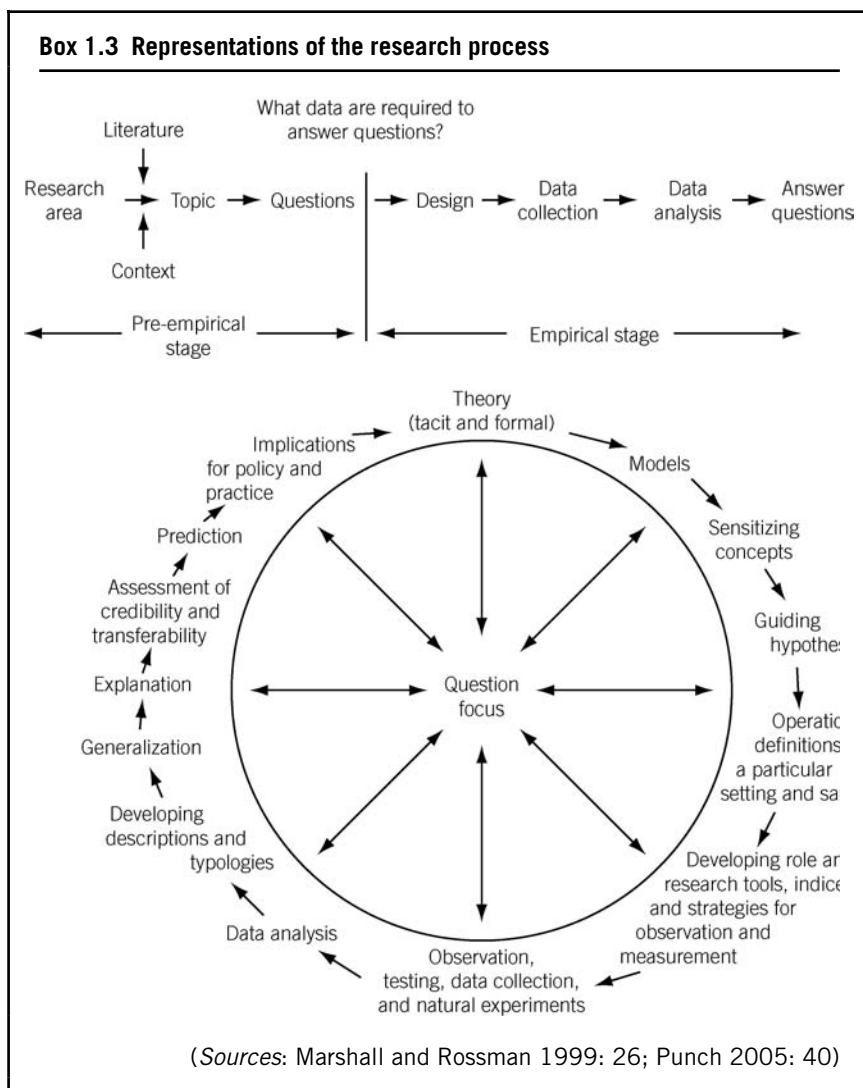 Box 1.3 Representations of the research process
What data are required to
answer questions?
Literature
Research
area
Topic
Questions
Design
Data
collection
Data
analysis
Answer
questions
Context
Pre-empirical
stage
Empirical stage
Theory
(tacit and formal)
Models
Sensitizing
concepts
Guiding
Operatio
definitions
a particular
setting and
Developing role
research tools,
and strategies for
observation and
measurement
Observation,
testing, data collection,
and natural experiments
Data analysis
Developing
descriptions and
typologies
Generalization
Explanation
Assessment of
credibility and
transferability
Prediction
Implications
for policy and
practice
Question
focus
(Sources: Marshall and Rossman 1999: 26; Punch 2005: 40)